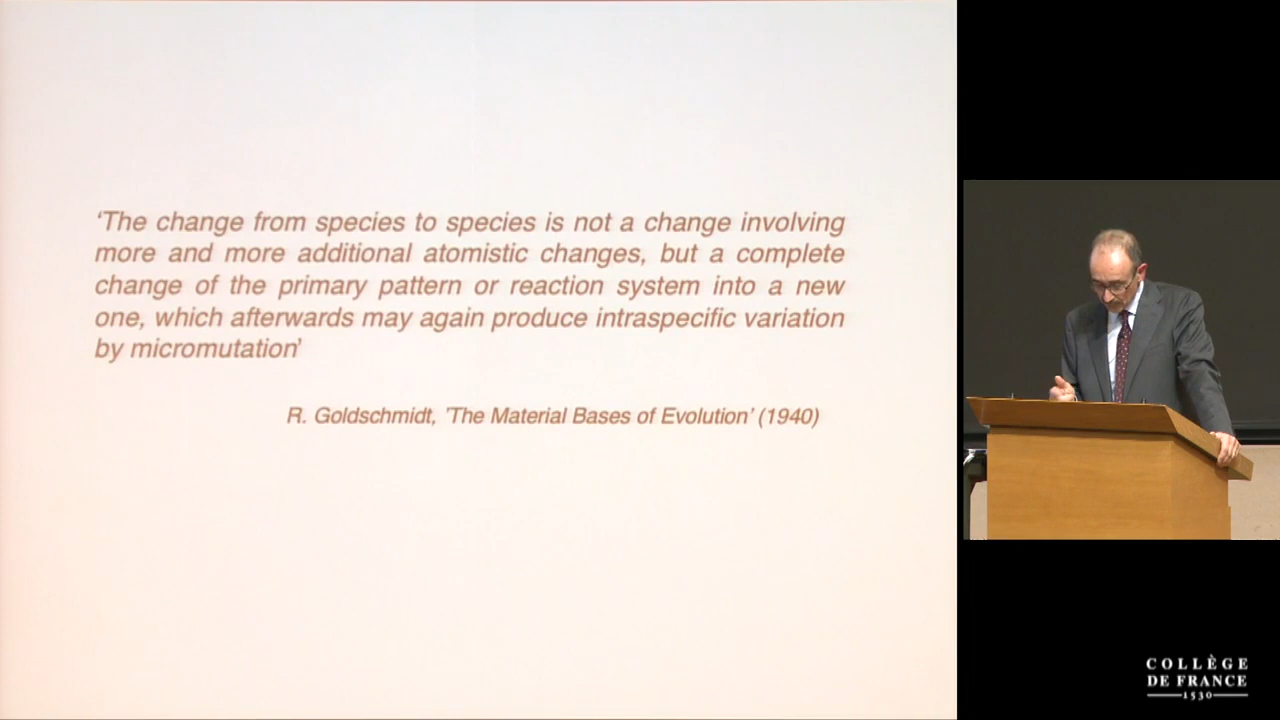 ‘The change from species to species is not a change involving
more and more additional atomistic changes, but a complete
change of the primary pattern or reaction system into a new
one, which afterwards may again produce intraspecific variation
by micromutation’
R. Goldschmidt, 'The Material Bases of Evolution' (1940)
COLLÈGE
DE FRANCE
1530